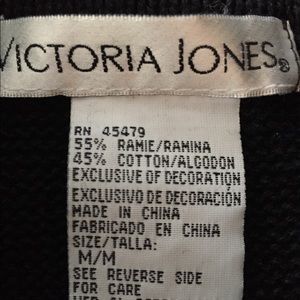 VICTORIA JONES®
RN 45479
55% RAMIE/RAMINA
45% COTTON/ALGODON
EXCLUSIVE OF DECORATION
EXCLUSIVO DE DECORACION
MADE IN CHINA
FABRICADO EN CHINA
SIZE/TALLA:
M/M
SEE REVERSE SIDE
FOR CARE